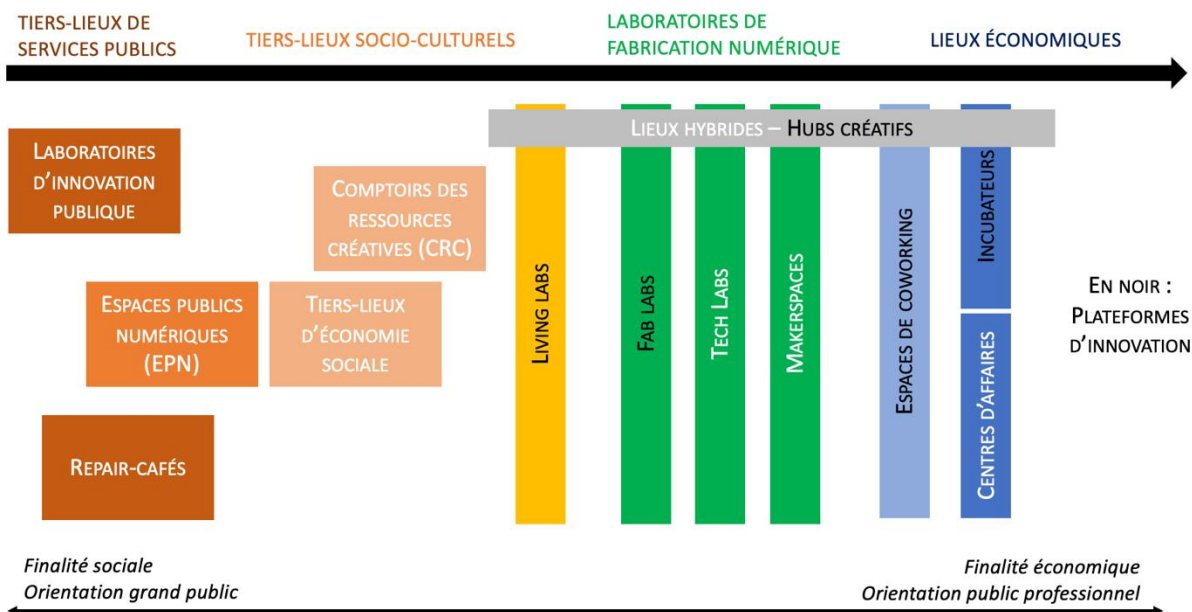 TIERS-LIEUX DE
SERVICES PUBLICS
TIERS-LIEUX SOCIO-CULTURELS
LABORATOIRES DE
FABRICATION NUMÉRIQUE
LIEUX ÉCONOMIQUES
LIEUX HYBRIDES – HUBS CRÉATIFS
LABORATOIRES
D'INNOVATION
PUBLIQUE
COMPTOIRS DES
RESSOURCES
CRÉATIVES (CRC)
ESPACES PUBLICS
NUMÉRIQUES
(EPN)
TIERS-LIEUX
D'ÉCONOMIE
SOCIALE
REPAIR-CAFÉS
LIVING LABS
FAB LABS
TECH LABS
MAKERSPACES
ESPACES DE COWORKING
INCUBATEURS
CENTRES D'AFFAIRES
EN NOIR :
PLATEFORMES
D'INNOVATION
Finalité sociale
Orientation grand public
Finalité économique
Orientation public professionnel